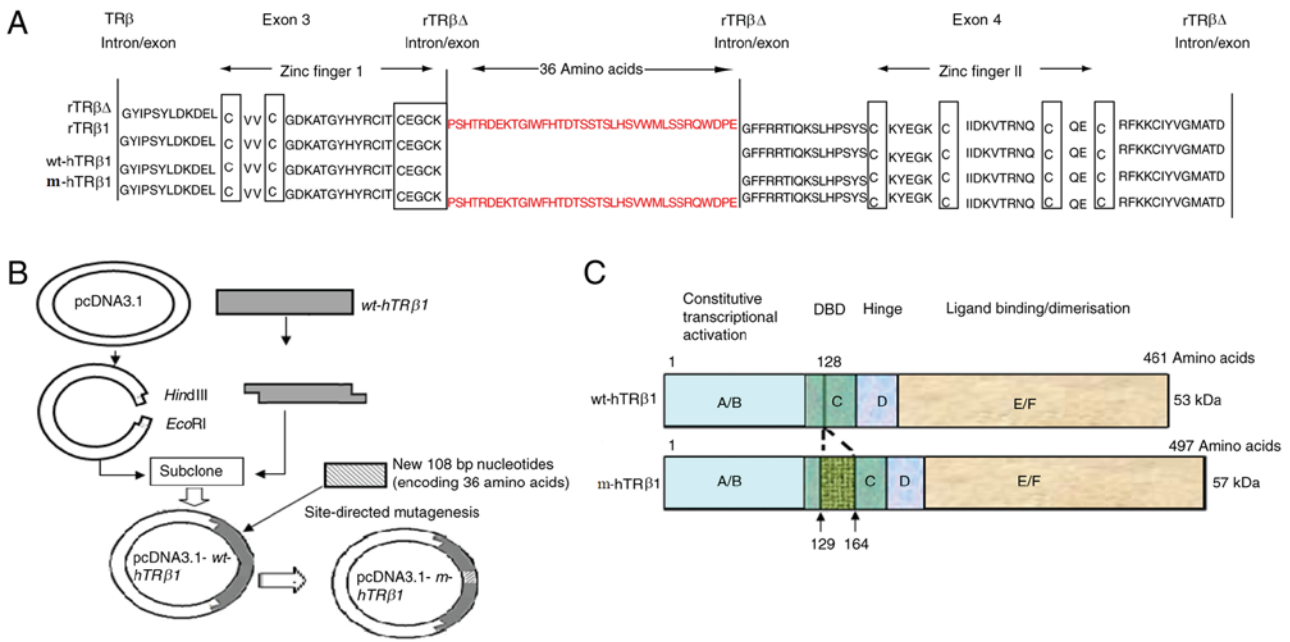 A
TRβ Exon 3 rTRβΔ rTRβΔ Exon 4 rTRβΔ
Intron/exon Intron/exon Intron/exon Intron/exon
Zinc finger 1 36 Amino acids Zinc finger II
rTRβΔ GYIPSYLDKDEL C VV C GDKATGYHYRCIT CEGCK PSHTRDEKTGIWFHTDTSSTSLHSVWMLSSRQWDPE GFFRRTIQKSLHPSYS C KYEGK C IIDKVTRNQ C QE C RFKKCIYVGMATD
rTRβ1 GYIPSYLDKDEL C VV C GDKATGYHYRCIT CEGCK GFFRRTIQKSLHPSYS C KYEGK C IIDKVTRNQ C QE C RFKKCIYVGMATD
wt-hTRβ1 GYIPSYLDKDEL C VV C GDKATGYHYRCIT CEGCK GFFRRTIQKSLHPSYS C KYEGK C IIDKVTRNQ C QE C RFKKCIYVGMATD
m-hTRβ1 GYIPSYLDKDEL C VV C GDKATGYHYRCIT CEGCK PSHTRDEKTGIWFHTDTSSTSLHSVWMLSSRQWDPE GFFRRTIQKSLHPSYS C KYEGK C IIDKVTRNQ C QE C RFKKCIYVGMATD
B
pcDNA3.1
wt-hTRβ1
HindIII
EcoRI
Subclone
New 108 bp nucleotides
(encoding 36 amino acids)
Site-directed mutagenesis
pcDNA3.1- wt-
hTRβ1
pcDNA3.1- m-
hTRβ1
C
Constitutive
transcriptional
activation
DBD Hinge Ligand binding/dimerisation
1 128 461 Amino acids
wt-hTRβ1 A/B C D E/F 53 kDa
1 497 Amino acids
m-hTRβ1 A/B C D E/F 57 kDa
129 164